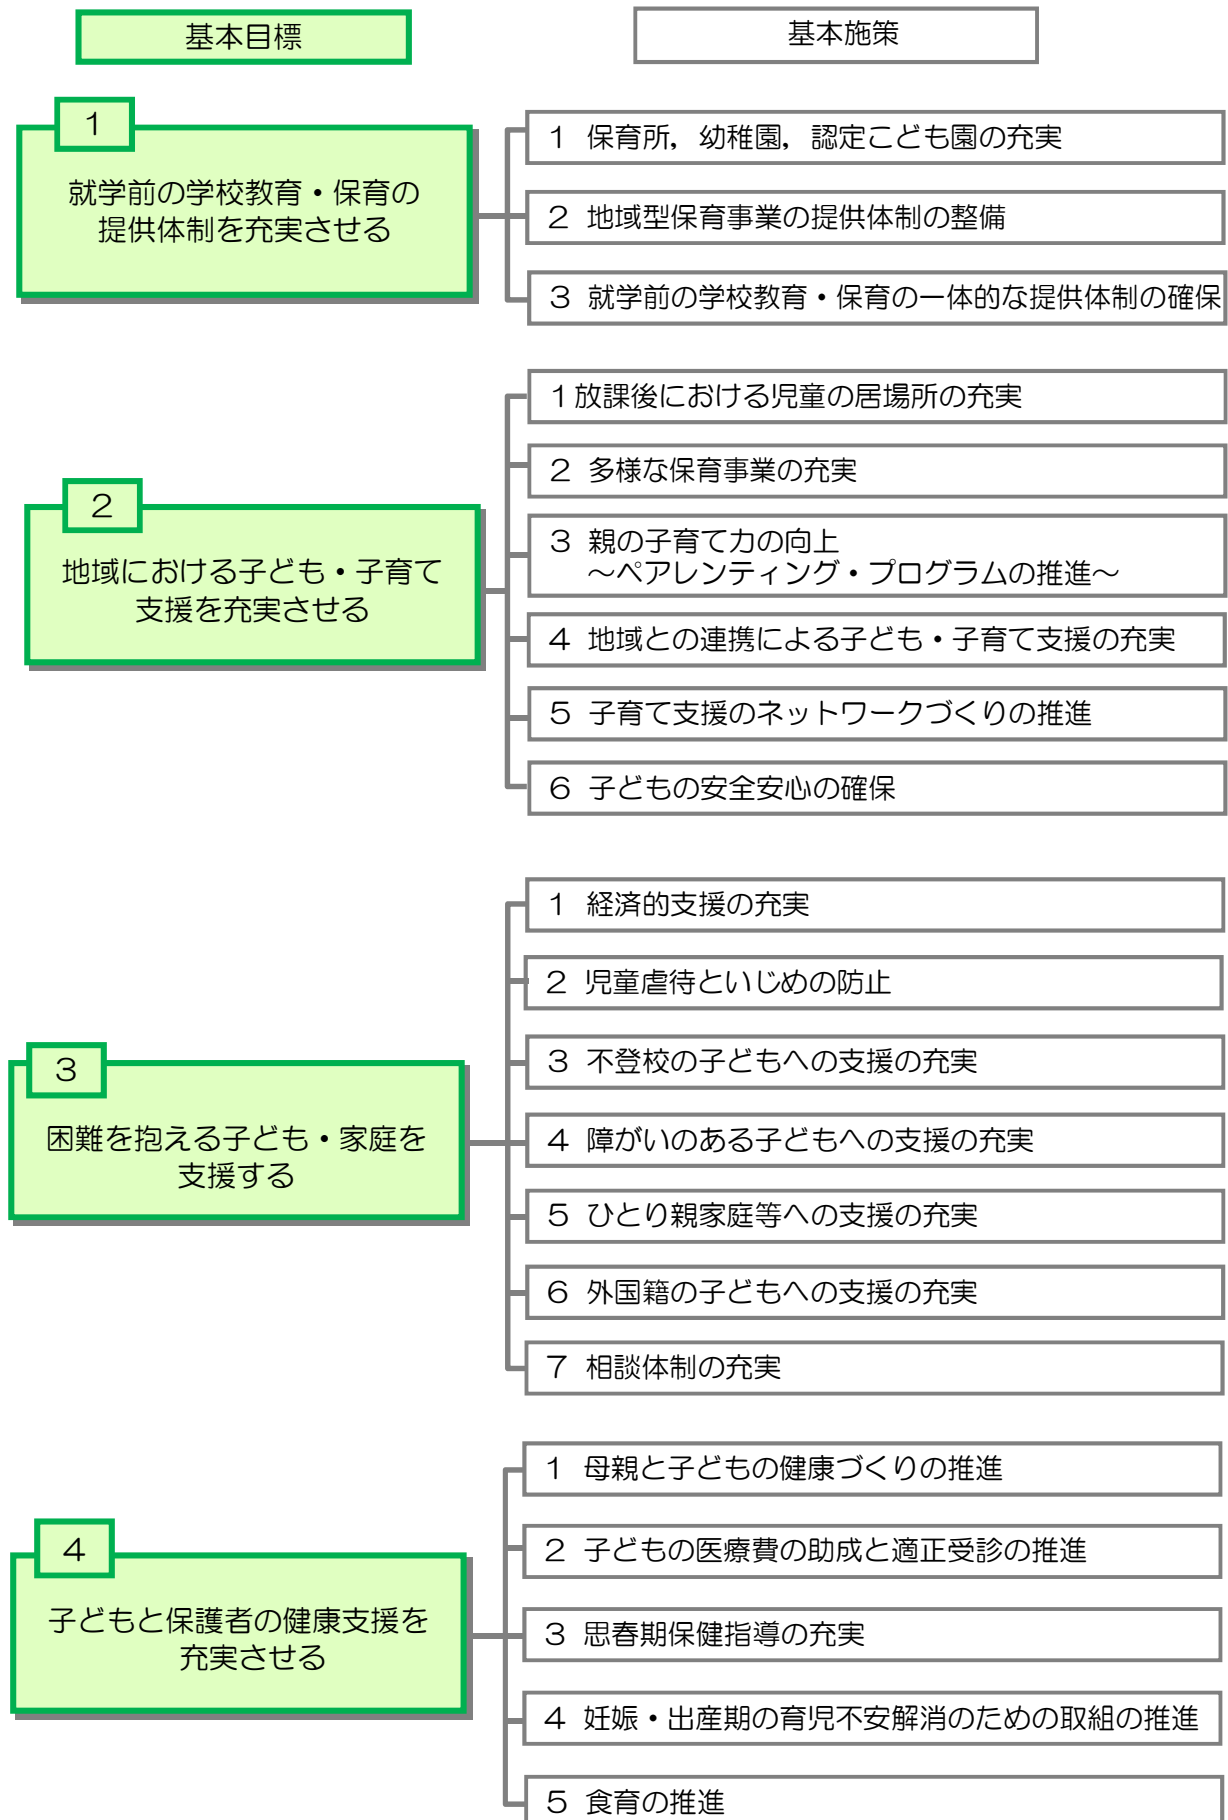 基本目標
基本施策
1
就学前の学校教育・保育の
提供体制を充実させる
1 保育所，幼稚園，認定こども園の充実
2 地域型保育事業の提供体制の整備
3 就学前の学校教育・保育の一体的な提供体制の確保
2
地域における子ども・子育て
支援を充実させる
1放課後における児童の居場所の充実
2 多様な保育事業の充実
3 親の子育て力の向上
～ペアレンティング・プログラムの推進～
4 地域との連携による子ども・子育て支援の充実
5 子育て支援のネットワークづくりの推進
6 子どもの安全安心の確保
3
困難を抱える子ども・家庭を
支援する
1 経済的支援の充実
2 児童虐待といじめの防止
3 不登校の子どもへの支援の充実
4 障がいのある子どもへの支援の充実
5 ひとり親家庭等への支援の充実
6 外国籍の子どもへの支援の充実
7 相談体制の充実
4
子どもと保護者の健康支援を
充実させる
1 母親と子どもの健康づくりの推進
2 子どもの医療費の助成と適正受診の推進
3 思春期保健指導の充実
4 妊娠・出産期の育児不安解消のための取組の推進
5 食育の推進